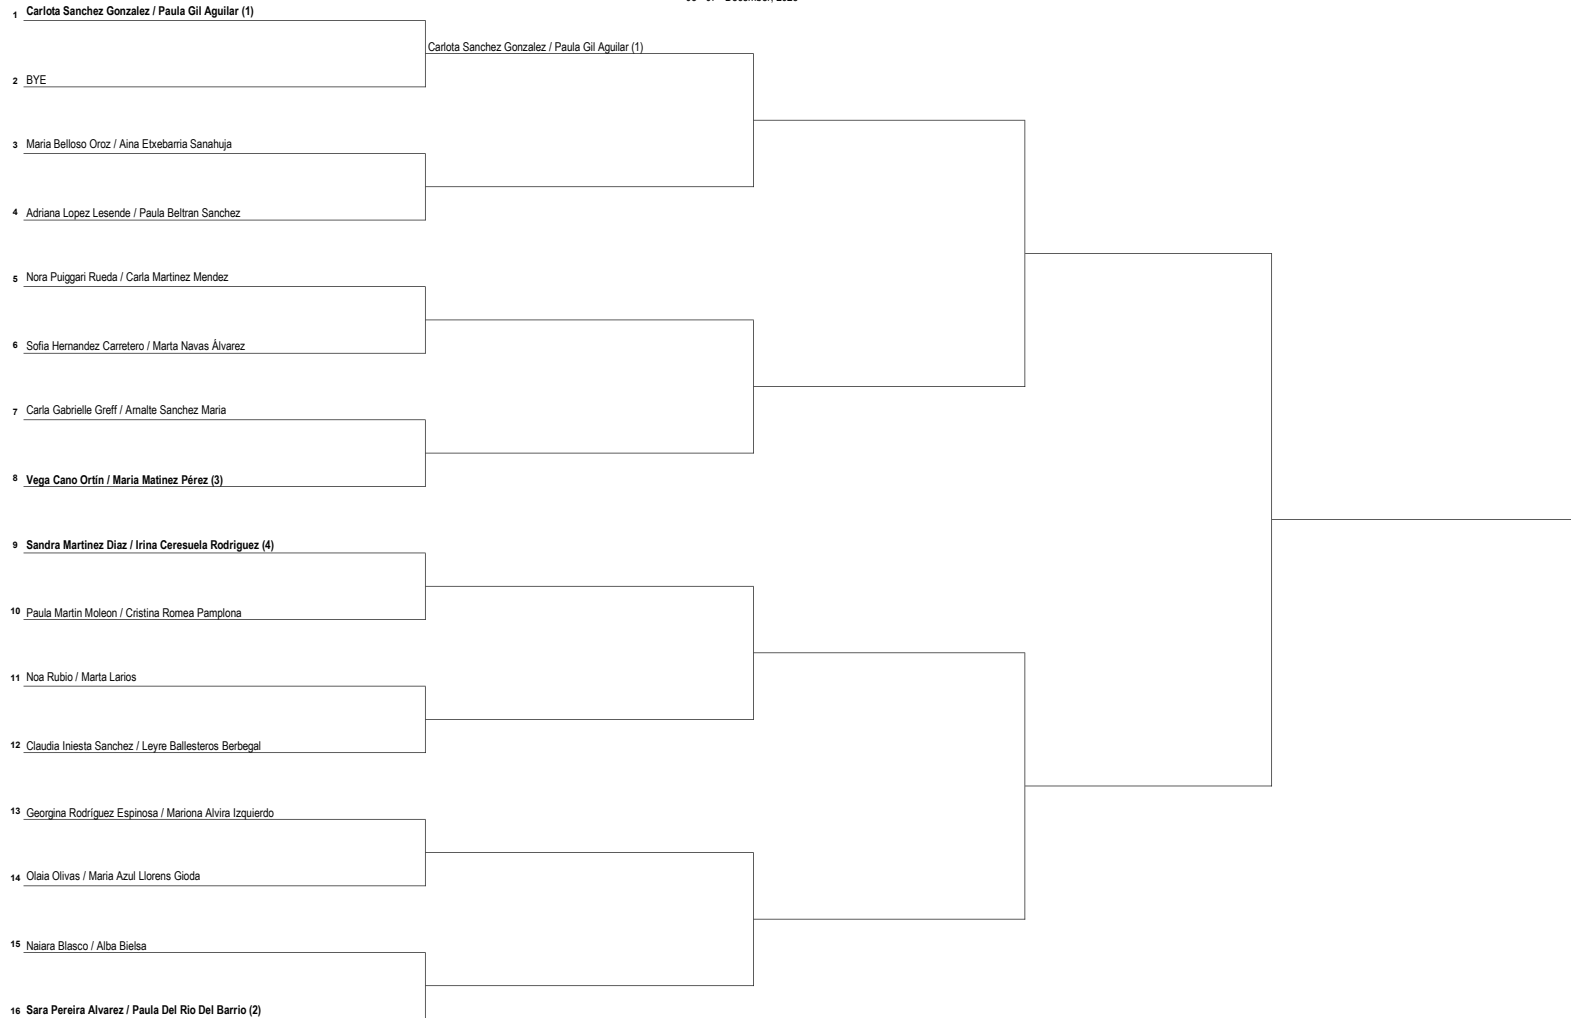 1 Carlota Sanchez Gonzalez / Paula Gil Aguilar (1)
Carlota Sanchez Gonzalez / Paula Gil Aguilar (1)
2 BYE
3 Maria Belloso Oroz / Aina Etxebarria Sanahuja
4 Adriana Lopez Lesende / Paula Beltran Sanchez
5 Nora Puiggari Rueda / Carla Martinez Mendez
6 Sofia Hernandez Carretero / Marta Navas Álvarez
7 Carla Gabrielle Greff / Arnalte Sanchez Maria
8 Vega Cano Ortín / Maria Matinez Pérez (3)
9 Sandra Martinez Diaz / Irina Ceresuela Rodriguez (4)
10 Paula Martin Moleon / Cristina Romea Pamplona
11 Noa Rubio / Marta Larios
12 Claudia Iniesta Sanchez / Leyre Ballesteros Berbegal
13 Georgina Rodríguez Espinosa / Mariona Alvira Izquierdo
14 Olaia Olivas / Maria Azul Llorens Gioda
15 Naiara Blasco / Alba Bielsa
16 Sara Pereira Alvarez / Paula Del Rio Del Barrio (2)